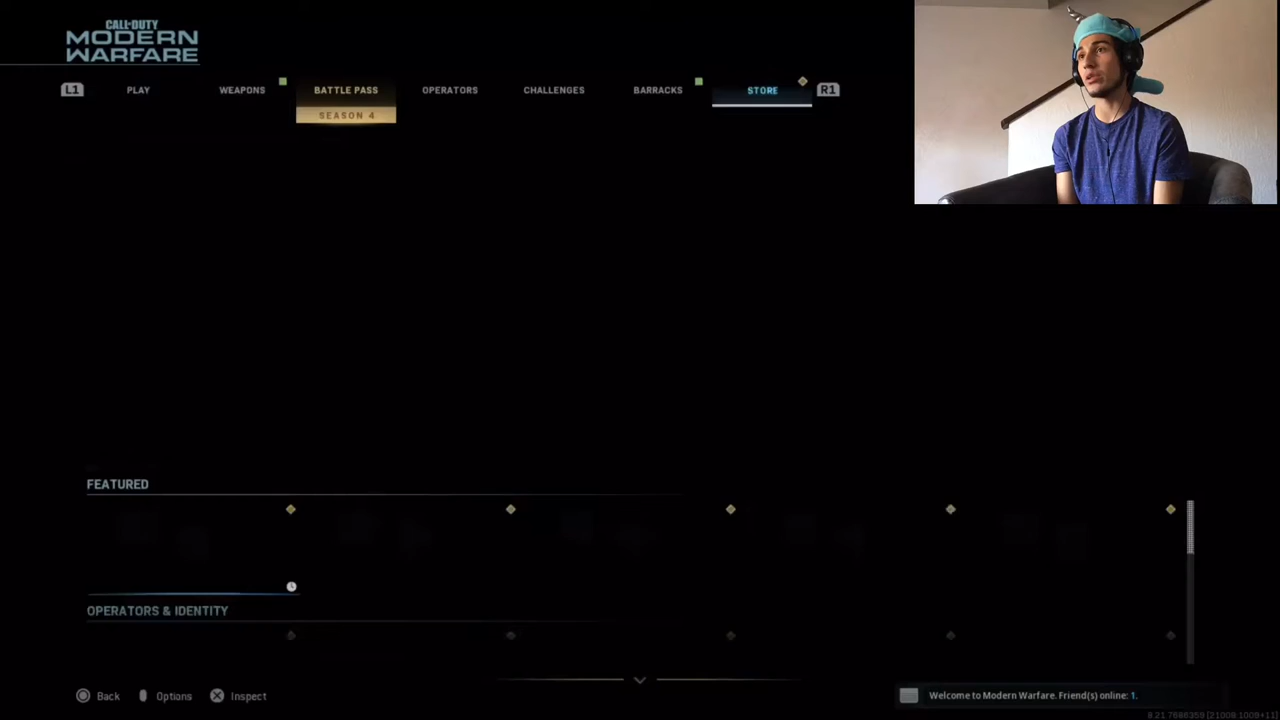 CALL OF DUTY
MODERN
WARFARE
L1 PLAY WEAPONS BATTLE PASS OPERATORS CHALLENGES BARRACKS STORE R1
SEASON 4
FEATURED
OPERATORS & IDENTITY
Back Options Inspect
Welcome to Modern Warfare. Friend(s) online: 1.